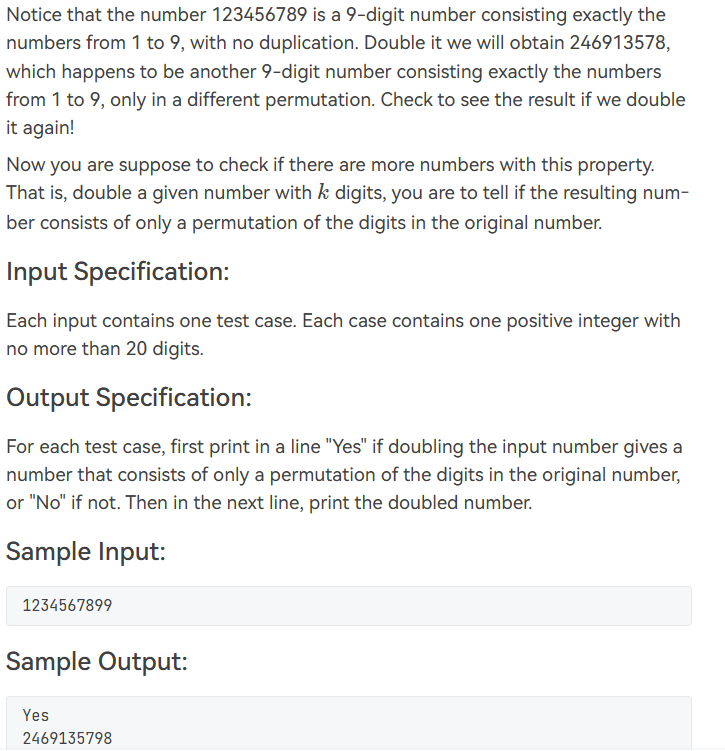 Notice that the number 123456789 is a 9-digit number consisting exactly the
numbers from 1 to 9, with no duplication. Double it we will obtain 246913578,
which happens to be another 9-digit number consisting exactly the numbers
from 1 to 9, only in a different permutation. Check to see the result if we double
it again!
Now you are suppose to check if there are more numbers with this property.
That is, double a given number with k digits, you are to tell if the resulting num-
ber consists of only a permutation of the digits in the original number.
Input Specification:
Each input contains one test case. Each case contains one positive integer with
no more than 20 digits.
Output Specification:
For each test case, first print in a line "Yes" if doubling the input number gives a
number that consists of only a permutation of the digits in the original number,
or "No" if not. Then in the next line, print the doubled number.
Sample Input:
1234567899
Sample Output:
Yes
2469135798